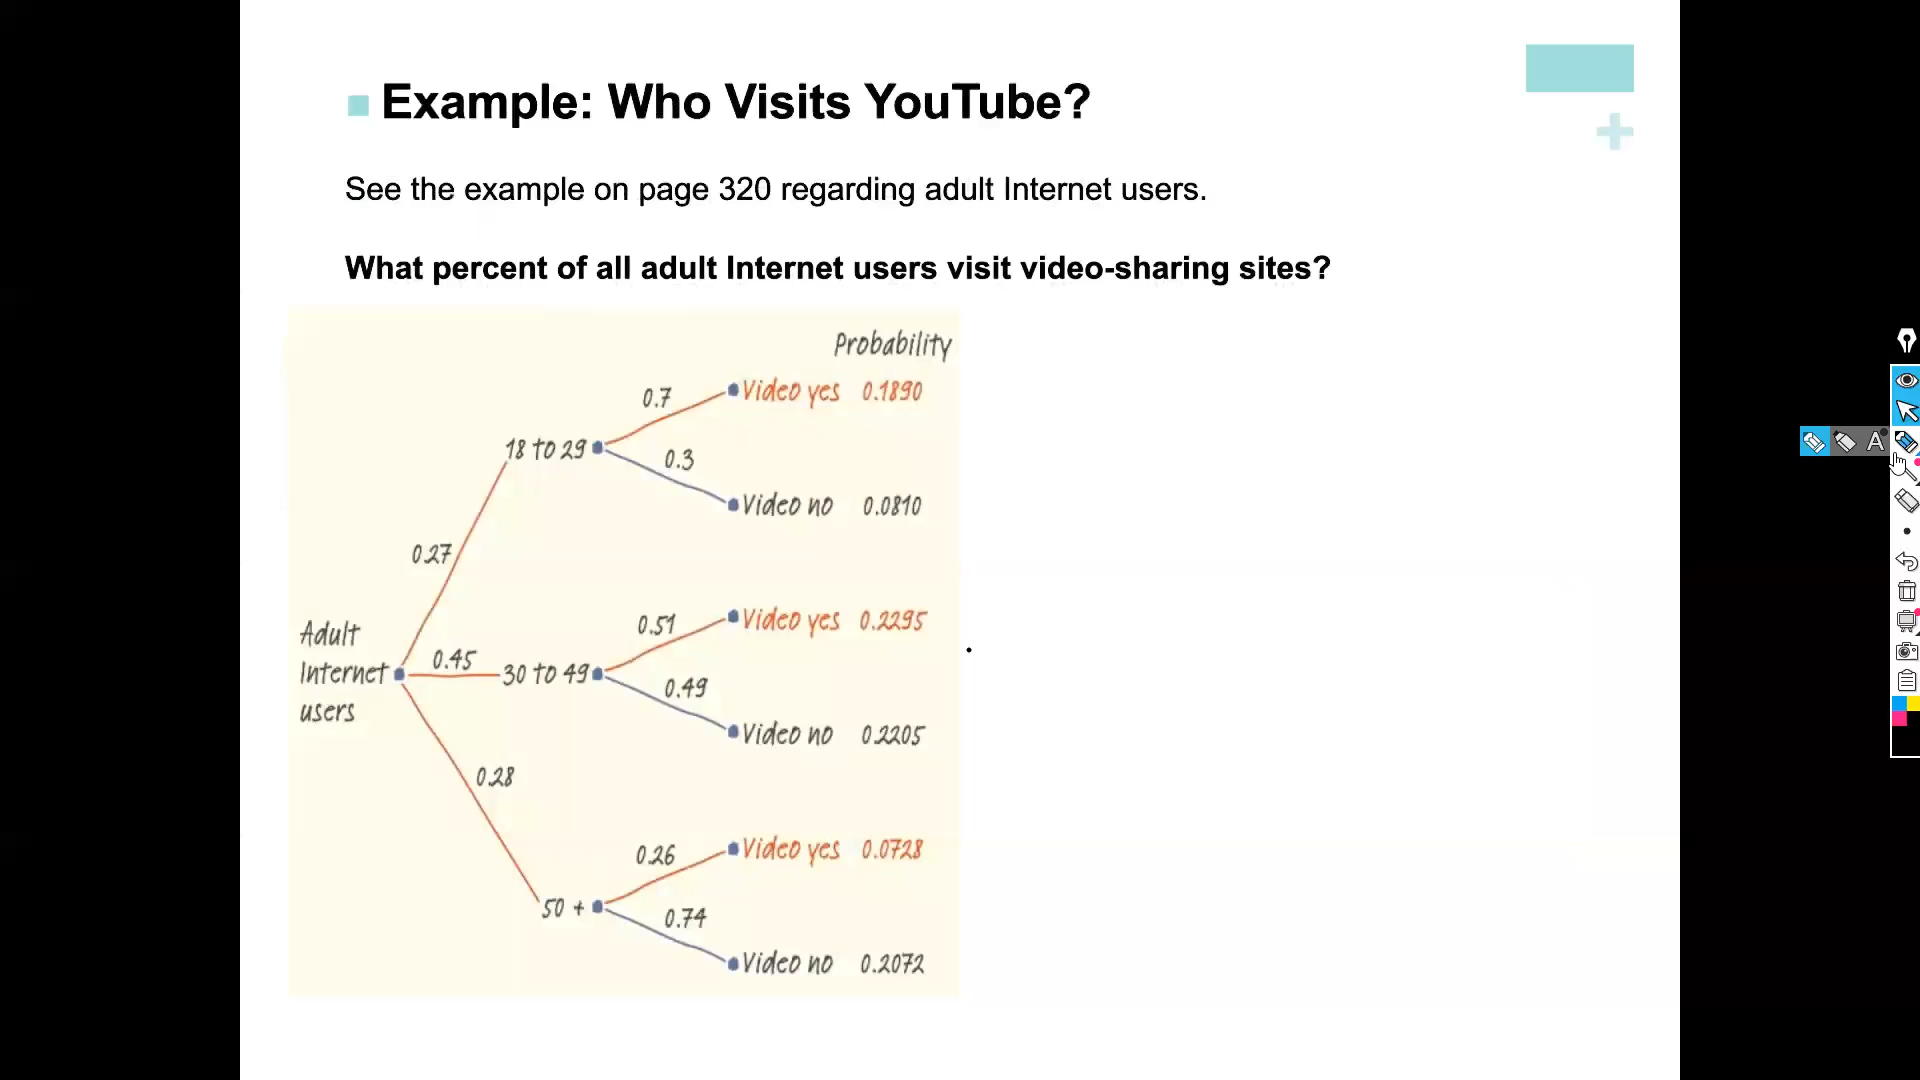 Example: Who Visits YouTube?
See the example on page 320 regarding adult Internet users.
What percent of all adult Internet users visit video-sharing sites?
Probability
0.7
Video yes 0.1890
18 to 29
0.3
Video no 0.0810
0.27
0.51
Video yes 0.2295
Adult
Internet
users
0.45
30 to 49
0.49
Video no 0.2205
0.28
0.26
Video yes 0.0728
50 +
0.74
Video no 0.2072
A